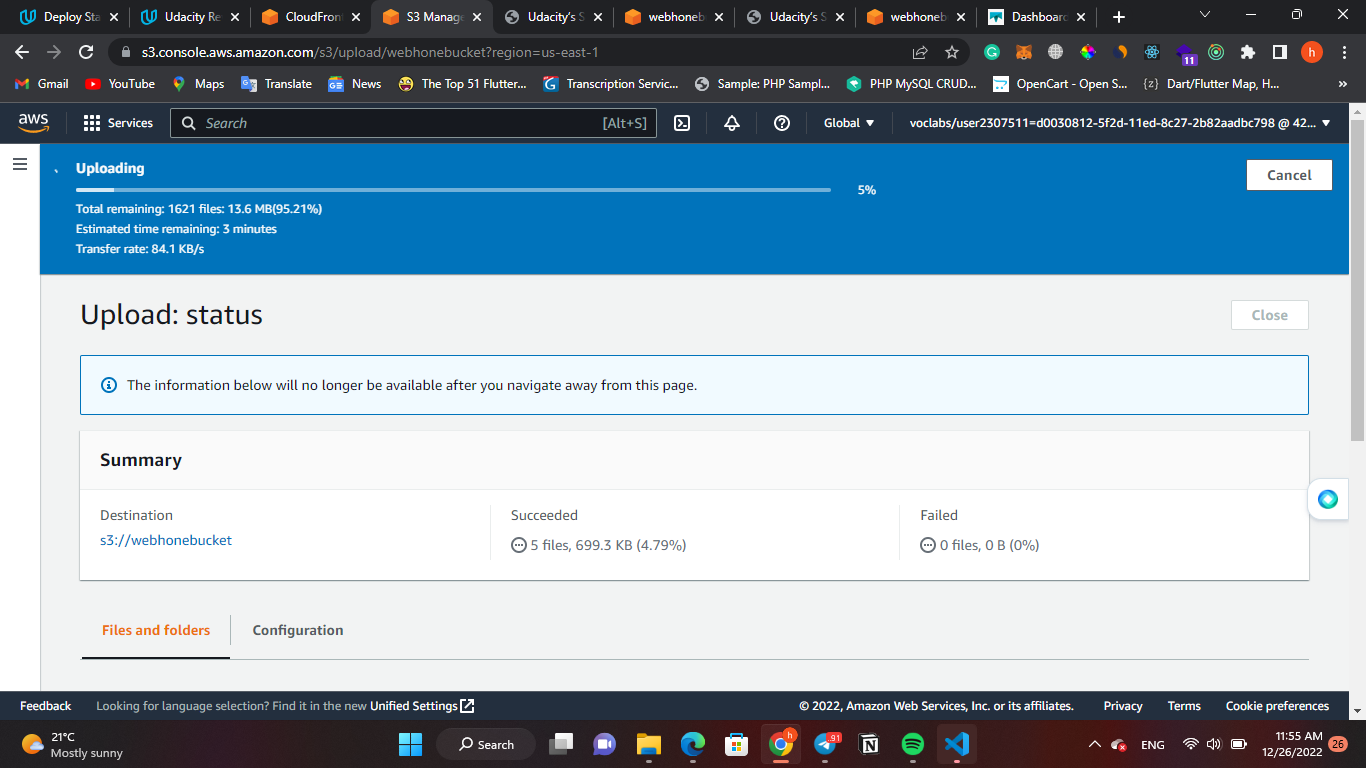 Deploy Sta
Udacity Re
CloudFront
S3 Manage
Udacity's S
webhoneb
Udacity's S
webhoneb
Dashboard
s3.console.aws.amazon.com/s3/upload/webhonebucket?region=us-east-1
h
11
Gmail
YouTube
Maps
Translate
News
The Top 51 Flutter...
Transcription Servic...
Sample: PHP Sampl...
PHP MySQL CRUD...
OpenCart - Open S...
Dart/Flutter Map, H...
»
aws
Services
Search
[Alt+S]
Global
voclabs/user2307511=d0030812-5f2d-11ed-8c27-2b82aadbc798 @ 42...
Uploading
Cancel
5%
Total remaining: 1621 files: 13.6 MB(95.21%)
Estimated time remaining: 3 minutes
Transfer rate: 84.1 KB/s
Upload: status
Close
The information below will no longer be available after you navigate away from this page.
Summary
Destination
s3://webhonebucket
Succeeded
5 files, 699.3 KB (4.79%)
Failed
0 files, 0 B (0%)
Files and folders
Configuration
Feedback
Looking for language selection? Find it in the new Unified Settings
© 2022, Amazon Web Services, Inc. or its affiliates.
Privacy
Terms
Cookie preferences
21°C
Mostly sunny
Search
h
91
ENG
11:55 AM
12/26/2022
26